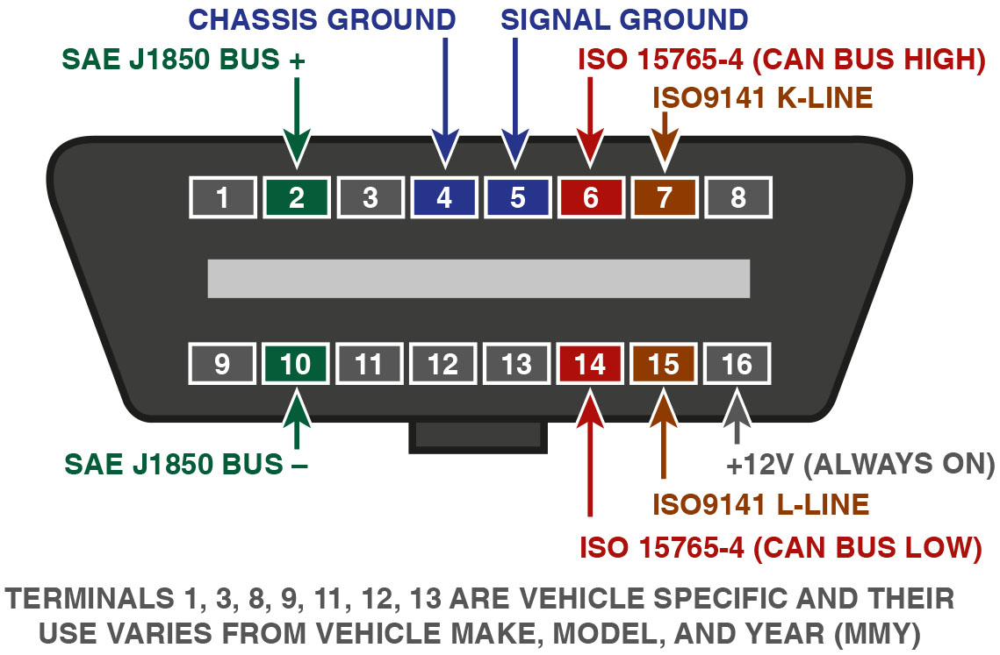 CHASSIS GROUND
SIGNAL GROUND
SAE J1850 BUS +
ISO 15765-4 (CAN BUS HIGH)
ISO9141 K-LINE
1 2 3 4 5 6 7 8
9 10 11 12 13 14 15 16
SAE J1850 BUS –
+12V (ALWAYS ON)
ISO9141 L-LINE
ISO 15765-4 (CAN BUS LOW)
TERMINALS 1, 3, 8, 9, 11, 12, 13 ARE VEHICLE SPECIFIC AND THEIR
USE VARIES FROM VEHICLE MAKE, MODEL, AND YEAR (MMY)